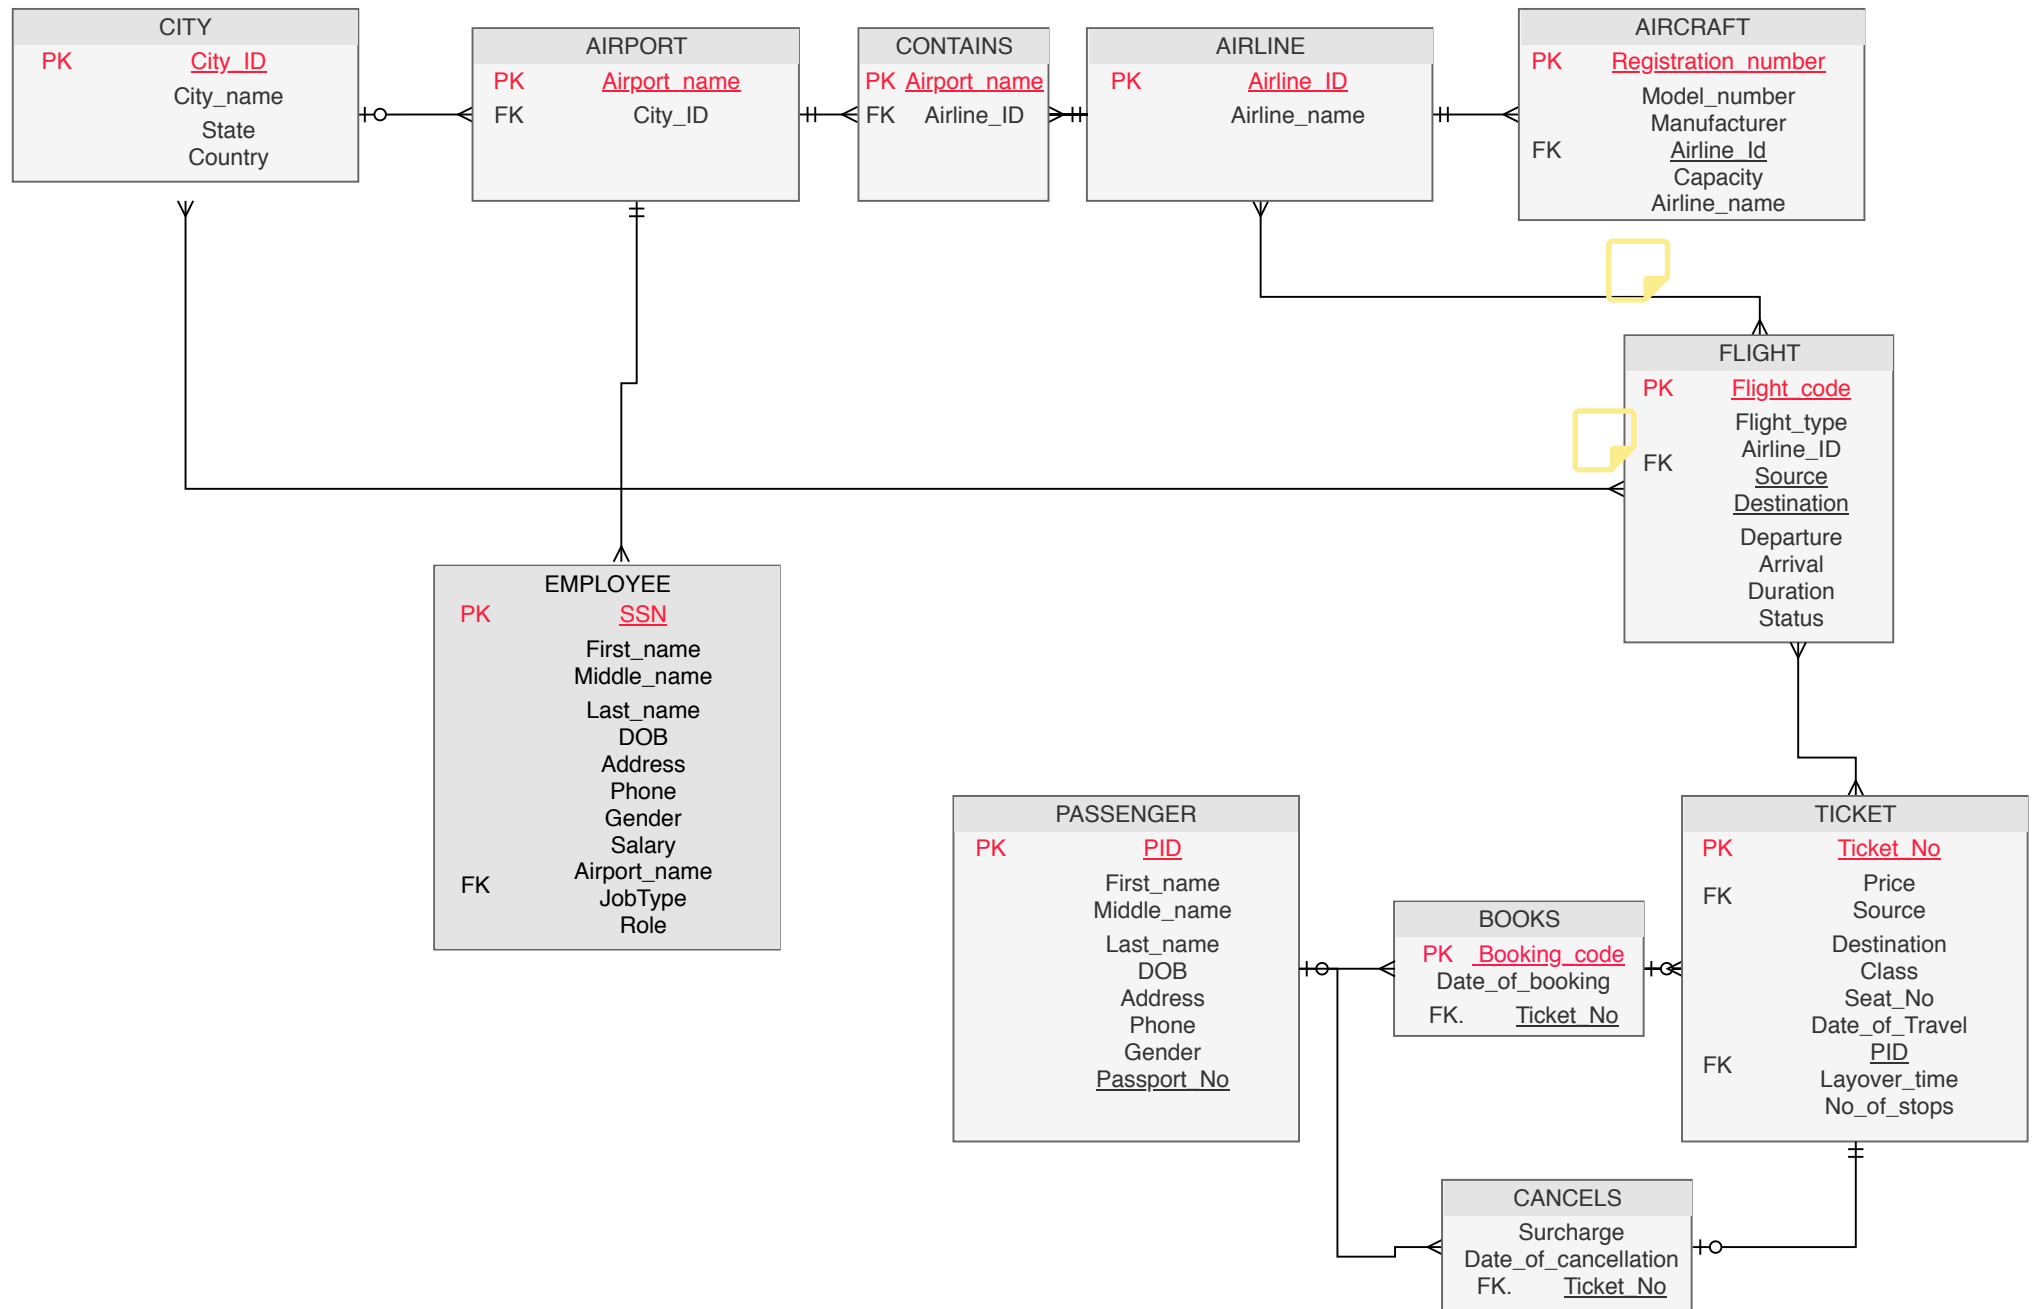 CITY
PK City_ID
City_name
State
Country
AIRPORT
PK Airport_name
FK City_ID
CONTAINS
PK Airport_name
FK Airline_ID
AIRLINE
PK Airline_ID
Airline_name
AIRCRAFT
PK Registration_number
Model_number
Manufacturer
FK Airline_Id
Capacity
Airline_name
FLIGHT
PK Flight_code
Flight_type
Airline_ID
FK
Source
Destination
Departure
Arrival
Duration
Status
EMPLOYEE
PK SSN
First_name
Middle_name
Last_name
DOB
Address
Phone
Gender
Salary
Airport_name
FK
JobType
Role
PASSENGER
PK PID
First_name
Middle_name
Last_name
DOB
Address
Phone
Gender
Passport_No
BOOKS
PK Booking_code
Date_of_booking
FK. Ticket_No
TICKET
PK Ticket_No
Price
FK
Source
Destination
Class
Seat_No
Date_of_Travel
PID
FK
Layover_time
No_of_stops
CANCELS
Surcharge
Date_of_cancellation
FK. Ticket_No